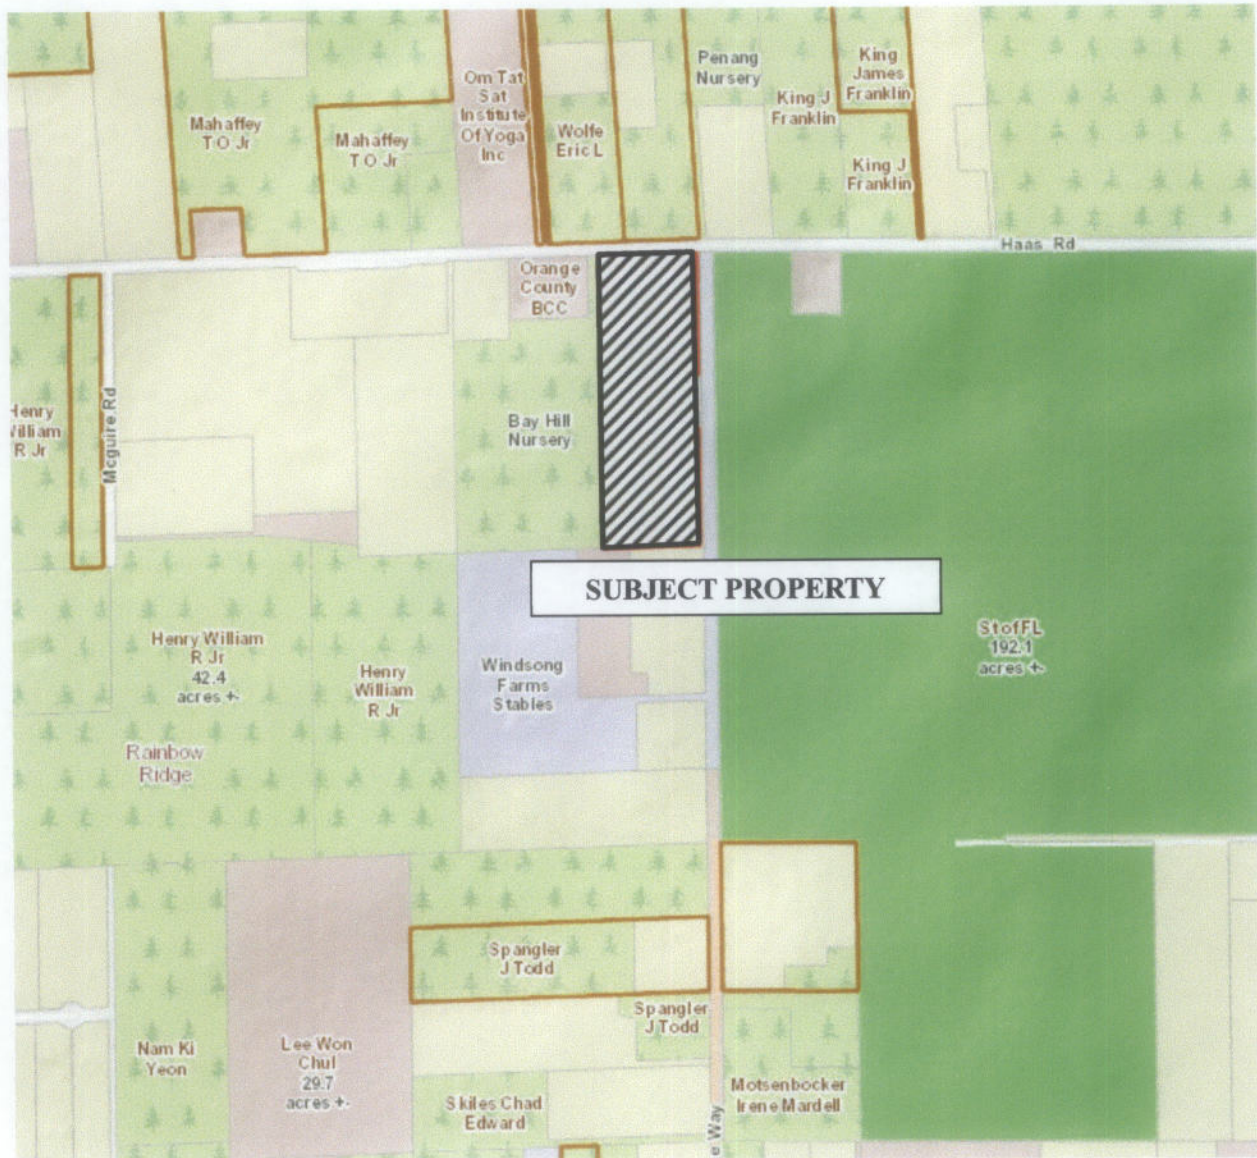 Penang
Nursery
King
James
Franklin
Om Tat
Sat
Institute
Of Yoga
Inc
King J
Franklin
Mahaffey
T O Jr
Mahaffey
T O Jr
Wolfe
Eric L
King J
Franklin
Haas Rd
Orange
County
BCC
Henry
William
R Jr
Mcguire Rd
Bay Hill
Nursery
SUBJECT PROPERTY
St of FL
192.1
acres +-
Henry William
R Jr
42.4
acres +-
Henry
William
R Jr
Windsong
Farms
Stables
Rainbow
Ridge
Spangler
J Todd
Spangler
J Todd
Nam Ki
Yeon
Lee Won
Chul
29.7
acres +-
Skiles Chad
Edward
Motsenbocker
Irene Mardell
e Way